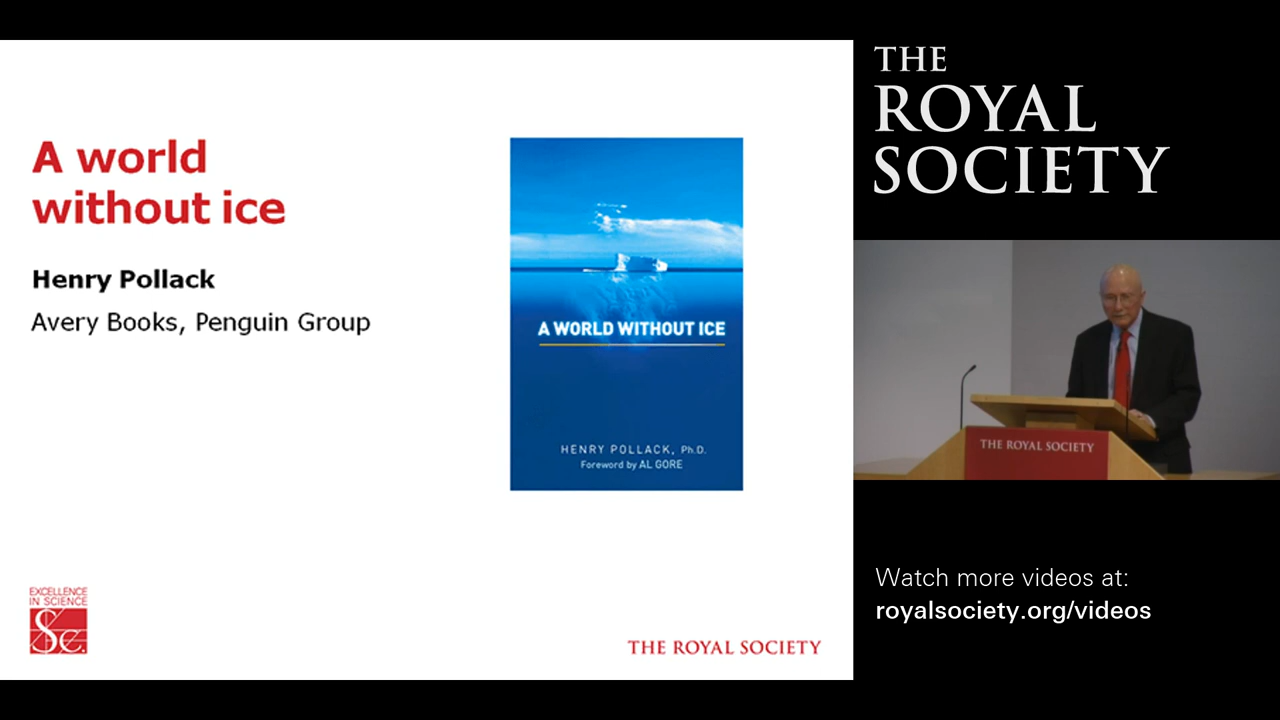 A world
without ice
Henry Pollack
Avery Books, Penguin Group
A WORLD WITHOUT ICE
HENRY POLLACK, Ph.D.
Foreword by AL GORE
EXCELLENCE
IN SCIENCE
THE ROYAL SOCIETY
THE
ROYAL
SOCIETY
THE ROYAL SOCIETY
Watch more videos at:
royalsociety.org/videos